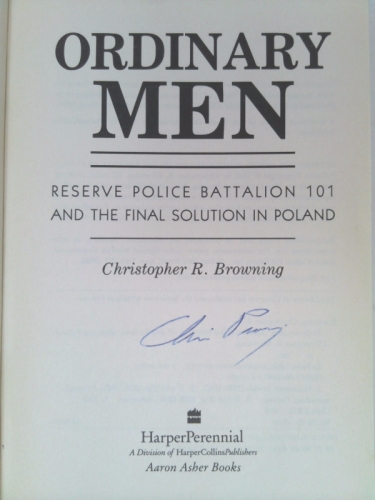 ORDINARY
MEN
RESERVE POLICE BATTALION 101
AND THE FINAL SOLUTION IN POLAND
Christopher R. Browning
HarperPerennial
A Division of HarperCollinsPublishers
Aaron Asher Books